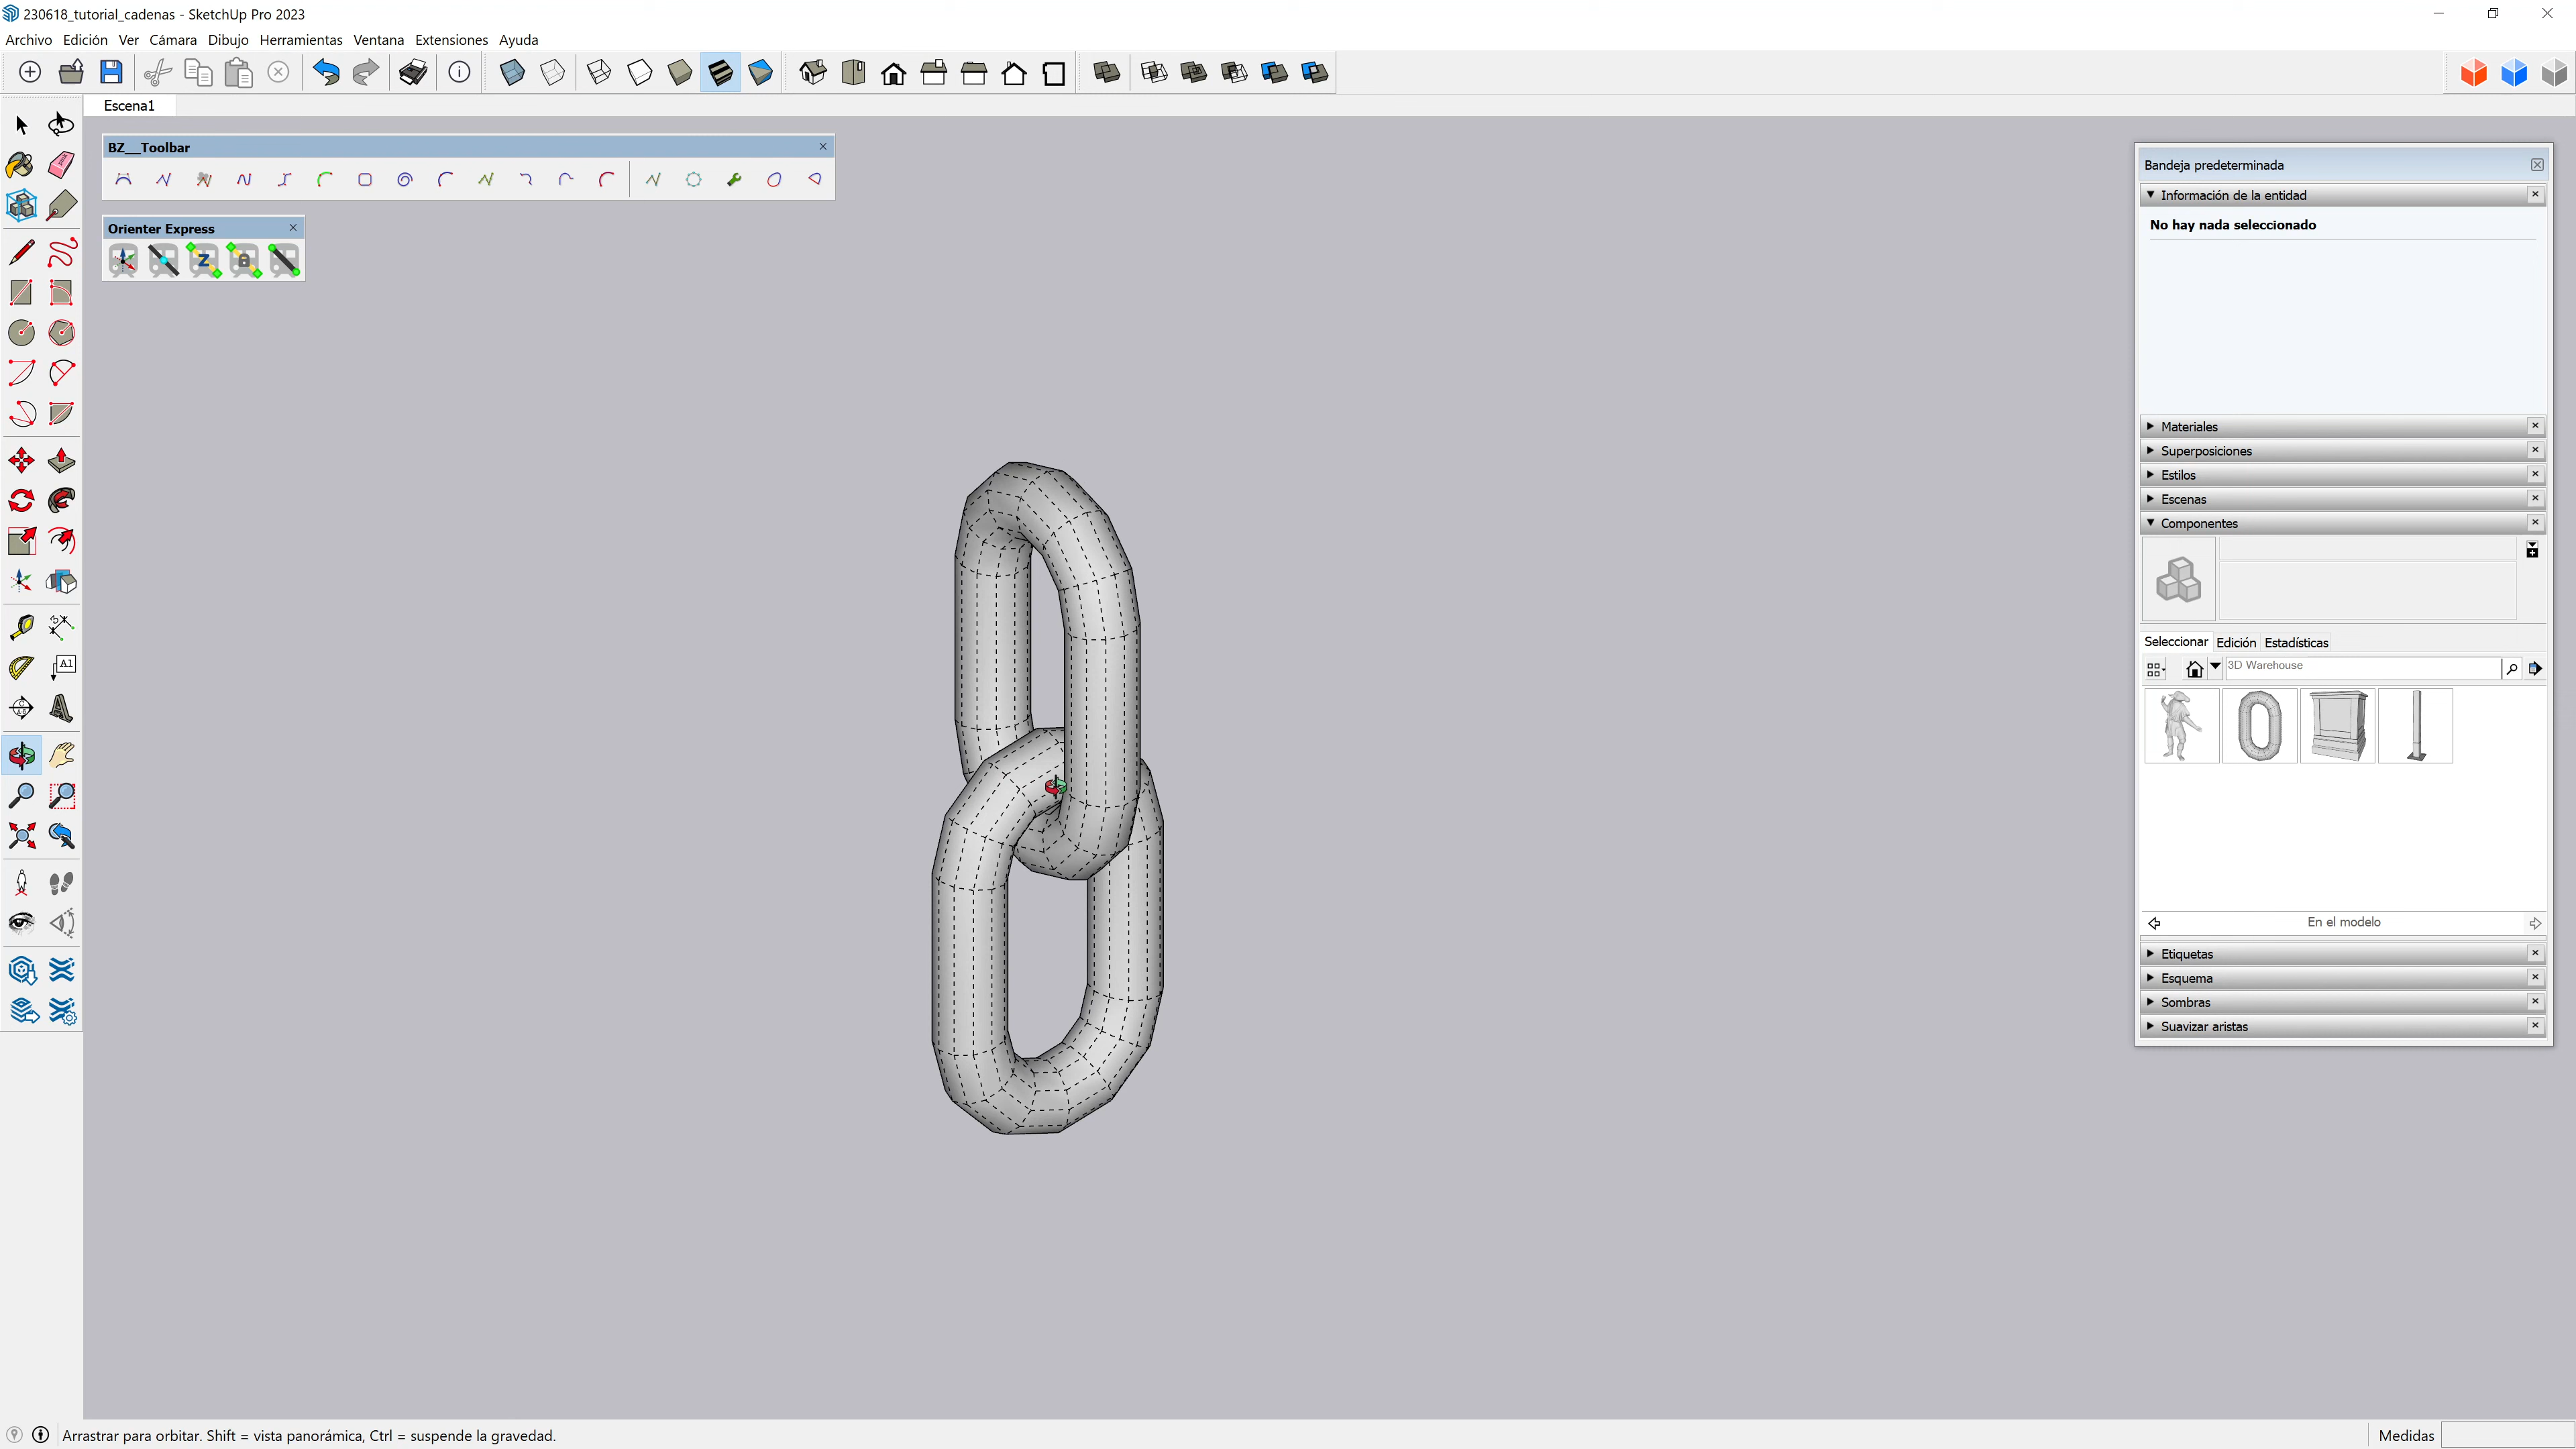 230618_tutorial_cadenas - SketchUp Pro 2023
Archivo Edición Ver Cámara Dibujo Herramientas Ventana Extensiones Ayuda
Escena1
BZ__Toolbar
Orienter Express
Z
A1
Bandeja predeterminada
Información de la entidad
No hay nada seleccionado
Materiales
Superposiciones
Estilos
Escenas
Componentes
Seleccionar Edición Estadísticas
3D Warehouse
En el modelo
Etiquetas
Esquema
Sombras
Suavizar aristas
Arrastrar para orbitar. Shift = vista panorámica, Ctrl = suspende la gravedad.
Medidas